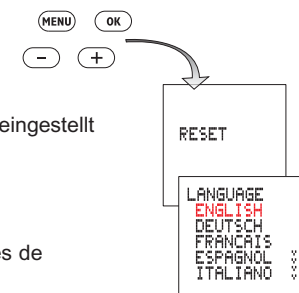 MENU OK
- +
eingestellt
RESET
LANGUAGE
ENGLISH
DEUTSCH
FRANCAIS
ESPAGNOL
ITALIANO
es de